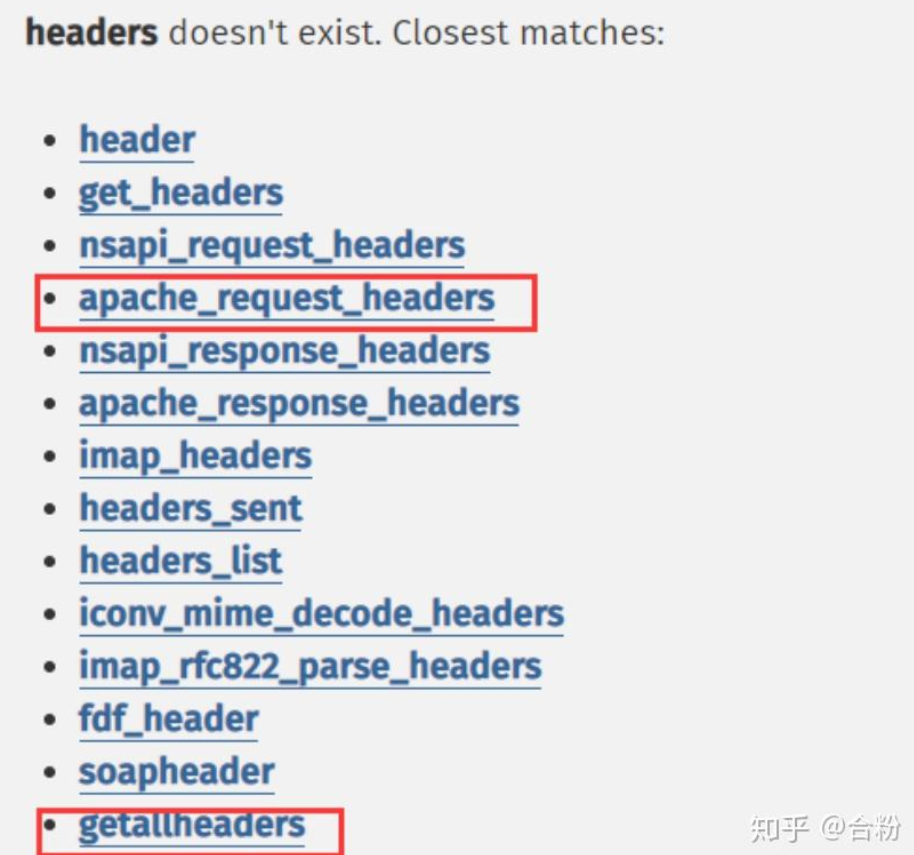 headers doesn't exist. Closest matches:
header
get_headers
nsapi_request_headers
apache_request_headers
nsapi_response_headers
apache_response_headers
imap_headers
headers_sent
headers_list
iconv_mime_decode_headers
imap_rfc822_parse_headers
fdf_header
soapheader
getallheaders
知乎 @合粉